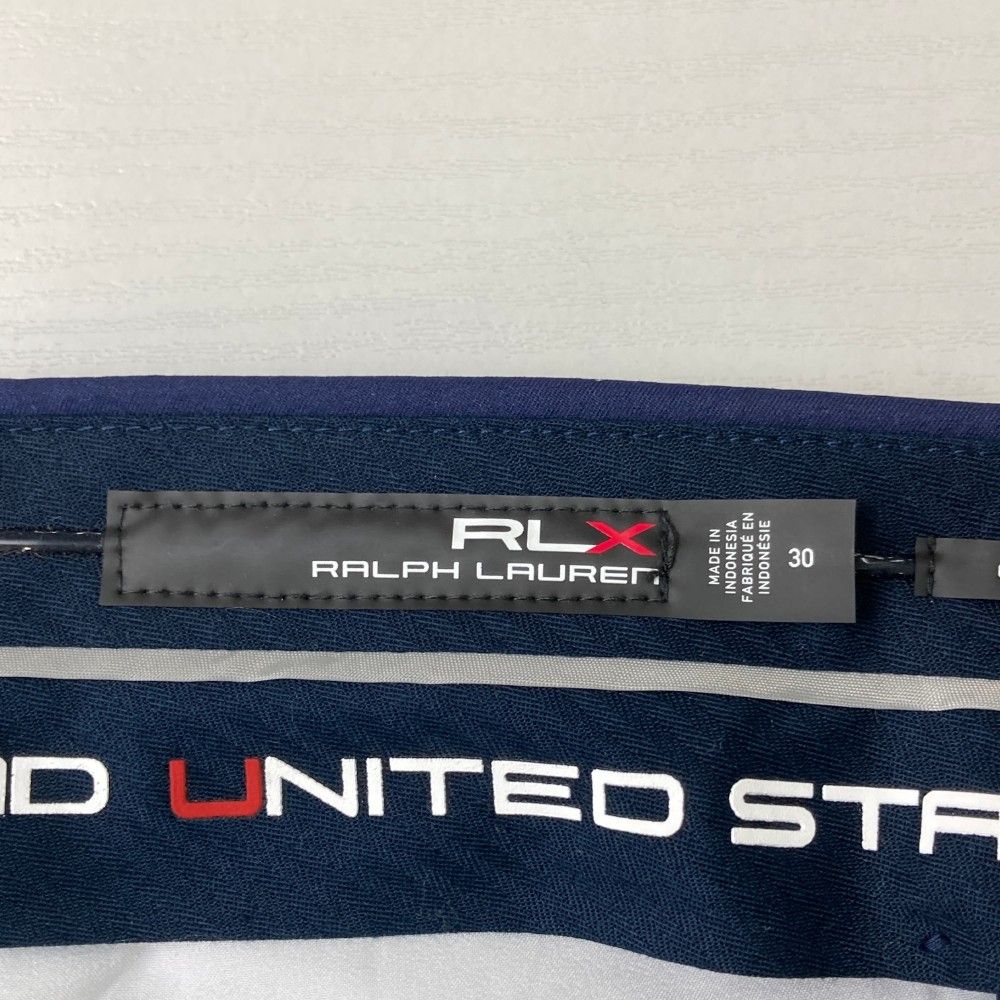 RLX
RALPH LAUREN
MADE IN
INDONESIA
FABRIQUÉ EN
INDONÉSIE
30
UNITED